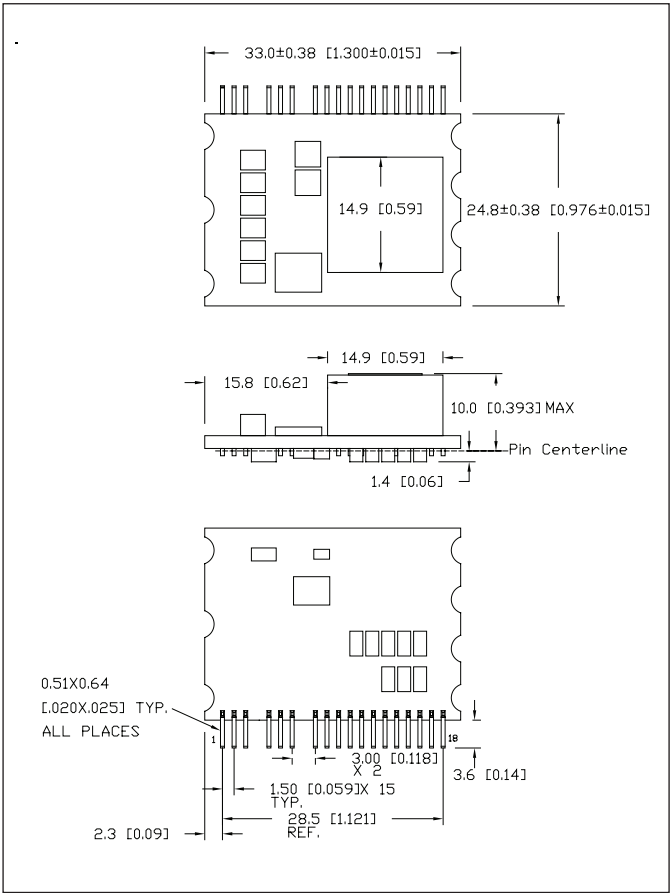 33.0±0.38 [1.300±0.015]
14.9 [0.59]
24.8±0.38 [0.976±0.015]
14.9 [0.59]
15.8 [0.62]
10.0 [0.393] MAX
Pin Centerline
1.4 [0.06]
0.51X0.64
[.020X.025] TYP.
ALL PLACES
1
18
3.00 [0.118]
X 2
3.6 [0.14]
1.50 [0.059]X 15
TYP.
28.5 [1.121]
REF.
2.3 [0.09]